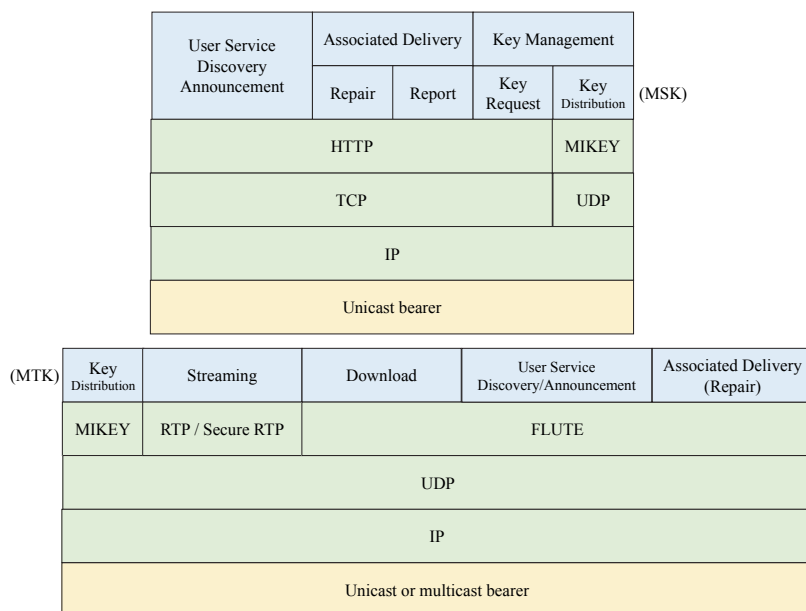 User Service
Discovery
Announcement
Associated Delivery
Key Management
Repair
Report
Key
Request
Key
Distribution
(MSK)
HTTP
MIKEY
TCP
UDP
IP
Unicast bearer
(MTK)
Key
Distribution
Streaming
Download
User Service
Discovery/Announcement
Associated Delivery
(Repair)
MIKEY
RTP / Secure RTP
FLUTE
UDP
IP
Unicast or multicast bearer